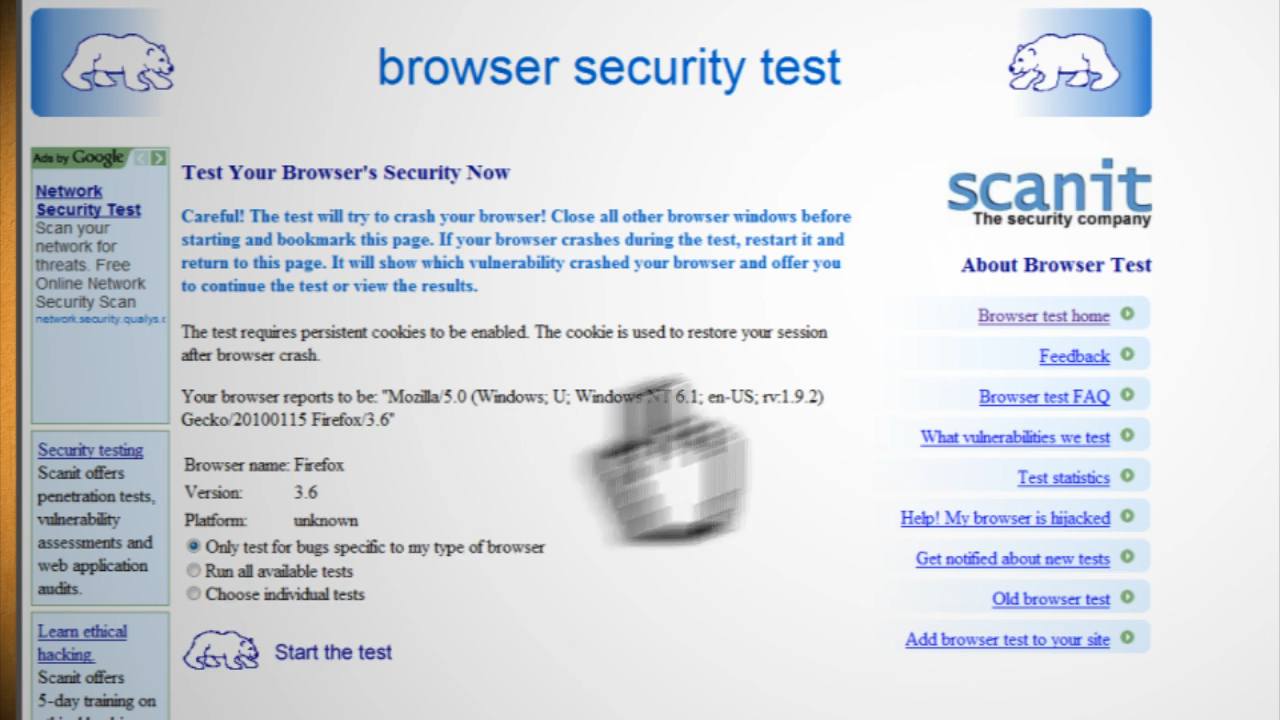 browser security test
Ads by Google
Network
Security Test
Scan your
network for
threats. Free
Online Network
Security Scan
network.security.qualys.c
Security testing
Scanit offers
penetration tests,
vulnerability
assessments and
web application
audits.
Learn ethical
hacking.
Scanit offers
5-day training on
Test Your Browser's Security Now
Careful! The test will try to crash your browser! Close all other browser windows before
starting and bookmark this page. If your browser crashes during the test, restart it and
return to this page. It will show which vulnerability crashed your browser and offer you
to continue the test or view the results.
The test requires persistent cookies to be enabled. The cookie is used to restore your session
after browser crash.
Your browser reports to be: "Mozilla/5.0 (Windows; U; Windows NT 6.1; en-US; rv:1.9.2)
Gecko/20100115 Firefox/3.6"
Browser name: Firefox
Version: 3.6
Platform: unknown
Only test for bugs specific to my type of browser
Run all available tests
Choose individual tests
Start the test
scanit
The security company
About Browser Test
Browser test home
Feedback
Browser test FAQ
What vulnerabilities we test
Test statistics
Help! My browser is hijacked
Get notified about new tests
Old browser test
Add browser test to your site